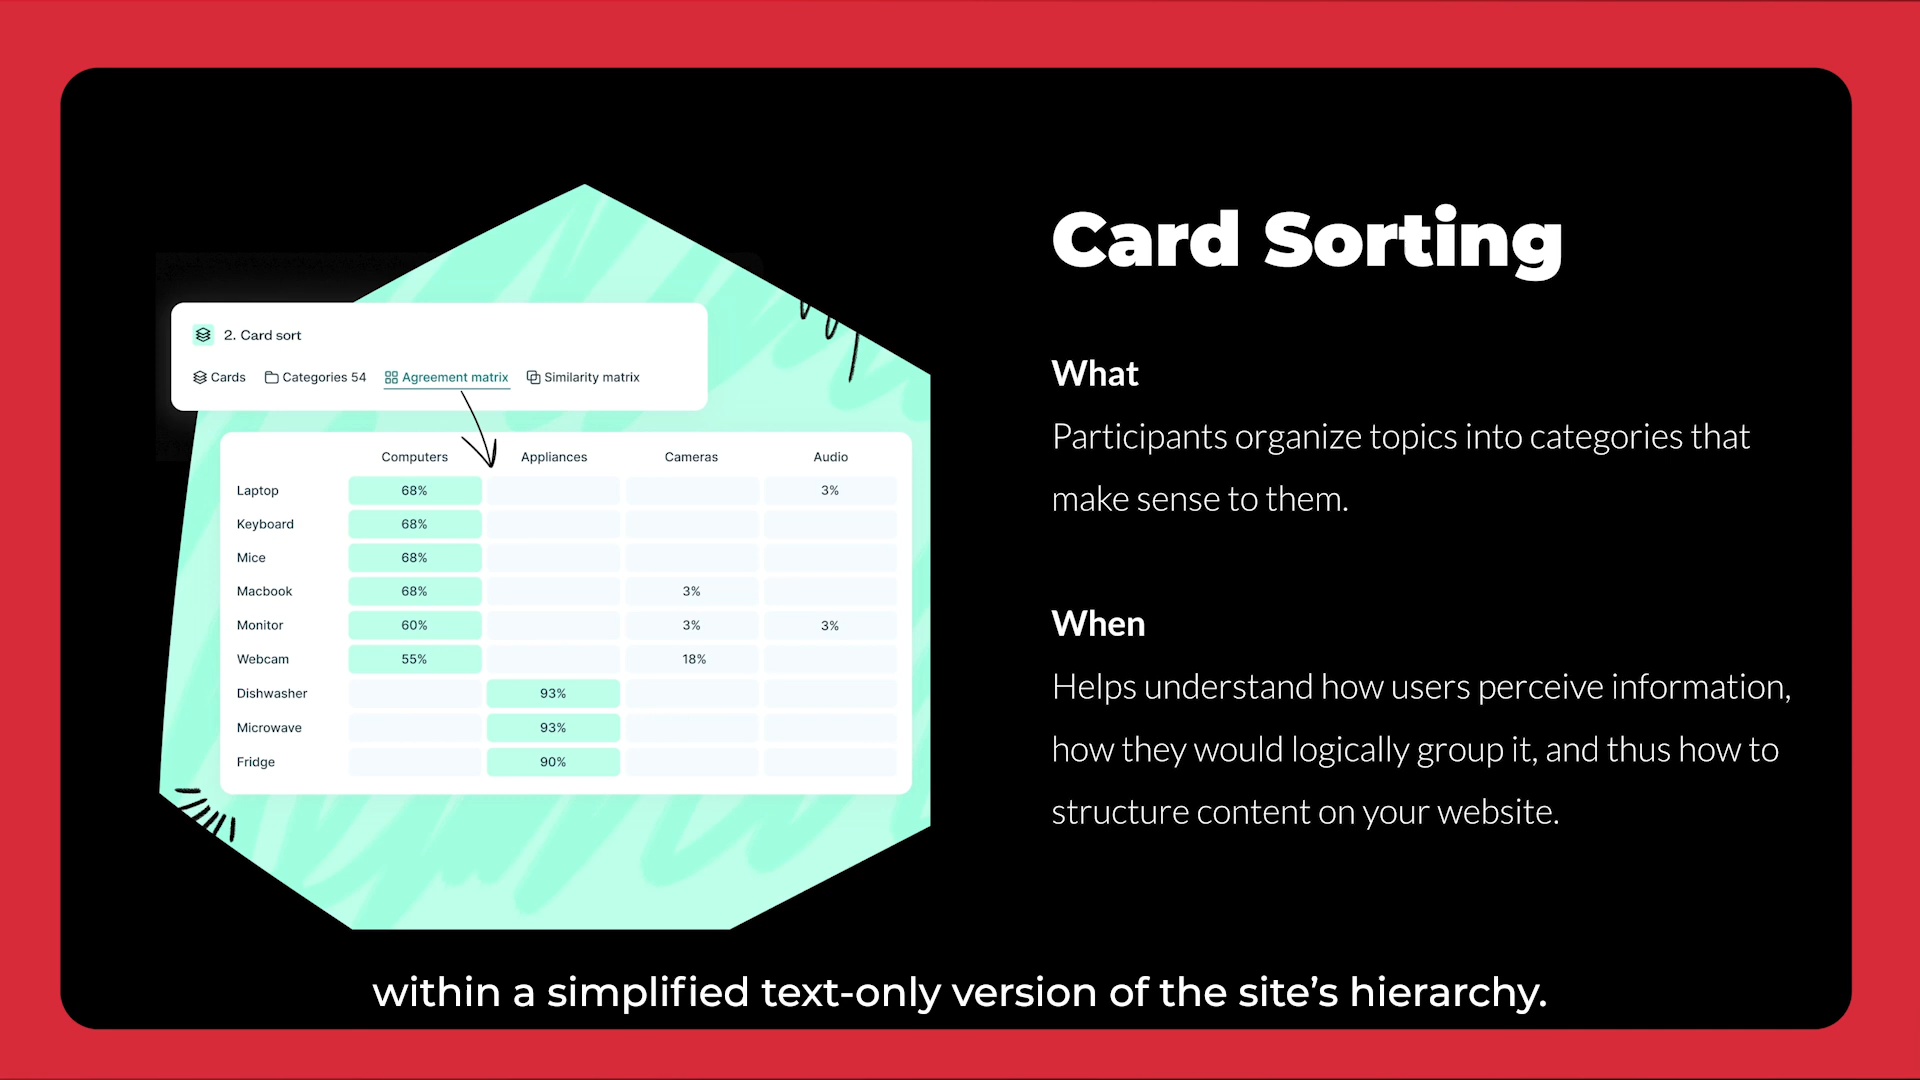 2. Card sort
Cards Categories 54 Agreement matrix Similarity matrix
Computers Appliances Cameras Audio
Laptop 68% 3%
Keyboard 68%
Mice 68%
Macbook 68% 3%
Monitor 60% 3% 3%
Webcam 55% 18%
Dishwasher 93%
Microwave 93%
Fridge 90%
Card Sorting
What
Participants organize topics into categories that
make sense to them.
When
Helps understand how users perceive information,
how they would logically group it, and thus how to
structure content on your website.
within a simplified text-only version of the site’s hierarchy.